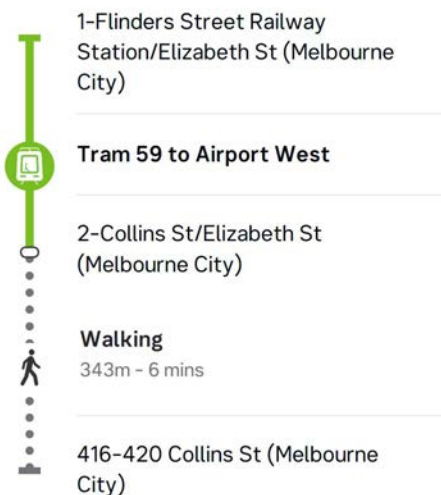 1-Flinders Street Railway
Station/Elizabeth St (Melbourne
City)
Tram 59 to Airport West
2-Collins St/Elizabeth St
(Melbourne City)
Walking
343m - 6 mins
416-420 Collins St (Melbourne
City)